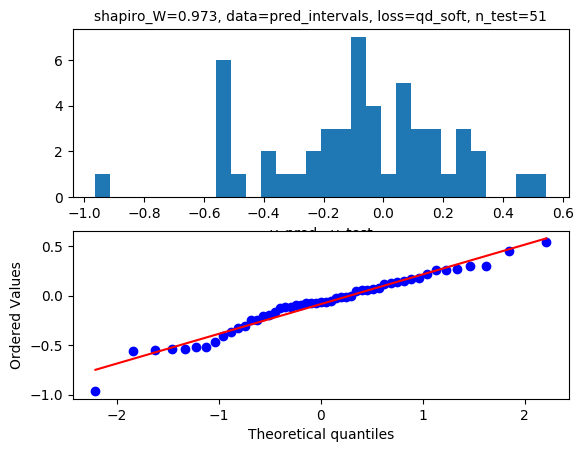 shapiro_W=0.973, data=pred_intervals, loss=qd_soft, n_test=51
6
4
2
0
−1.0 −0.8 −0.6 −0.4 −0.2 0.0 0.2 0.4 0.6
0.5
0.0
−0.5
−1.0
Ordered Values
−2 −1 0 1 2
Theoretical quantiles